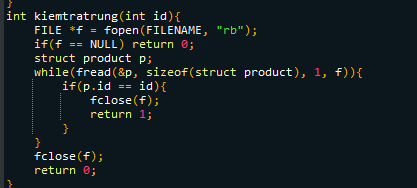 }
int kiemtratrung(int id){
    FILE *f = fopen(FILENAME, "rb");
    if(f == NULL) return 0;
    struct product p;
    while(fread(&p, sizeof(struct product), 1, f)){
        if(p.id == id){
            fclose(f);
            return 1;
        }
    }
    fclose(f);
    return 0;
}